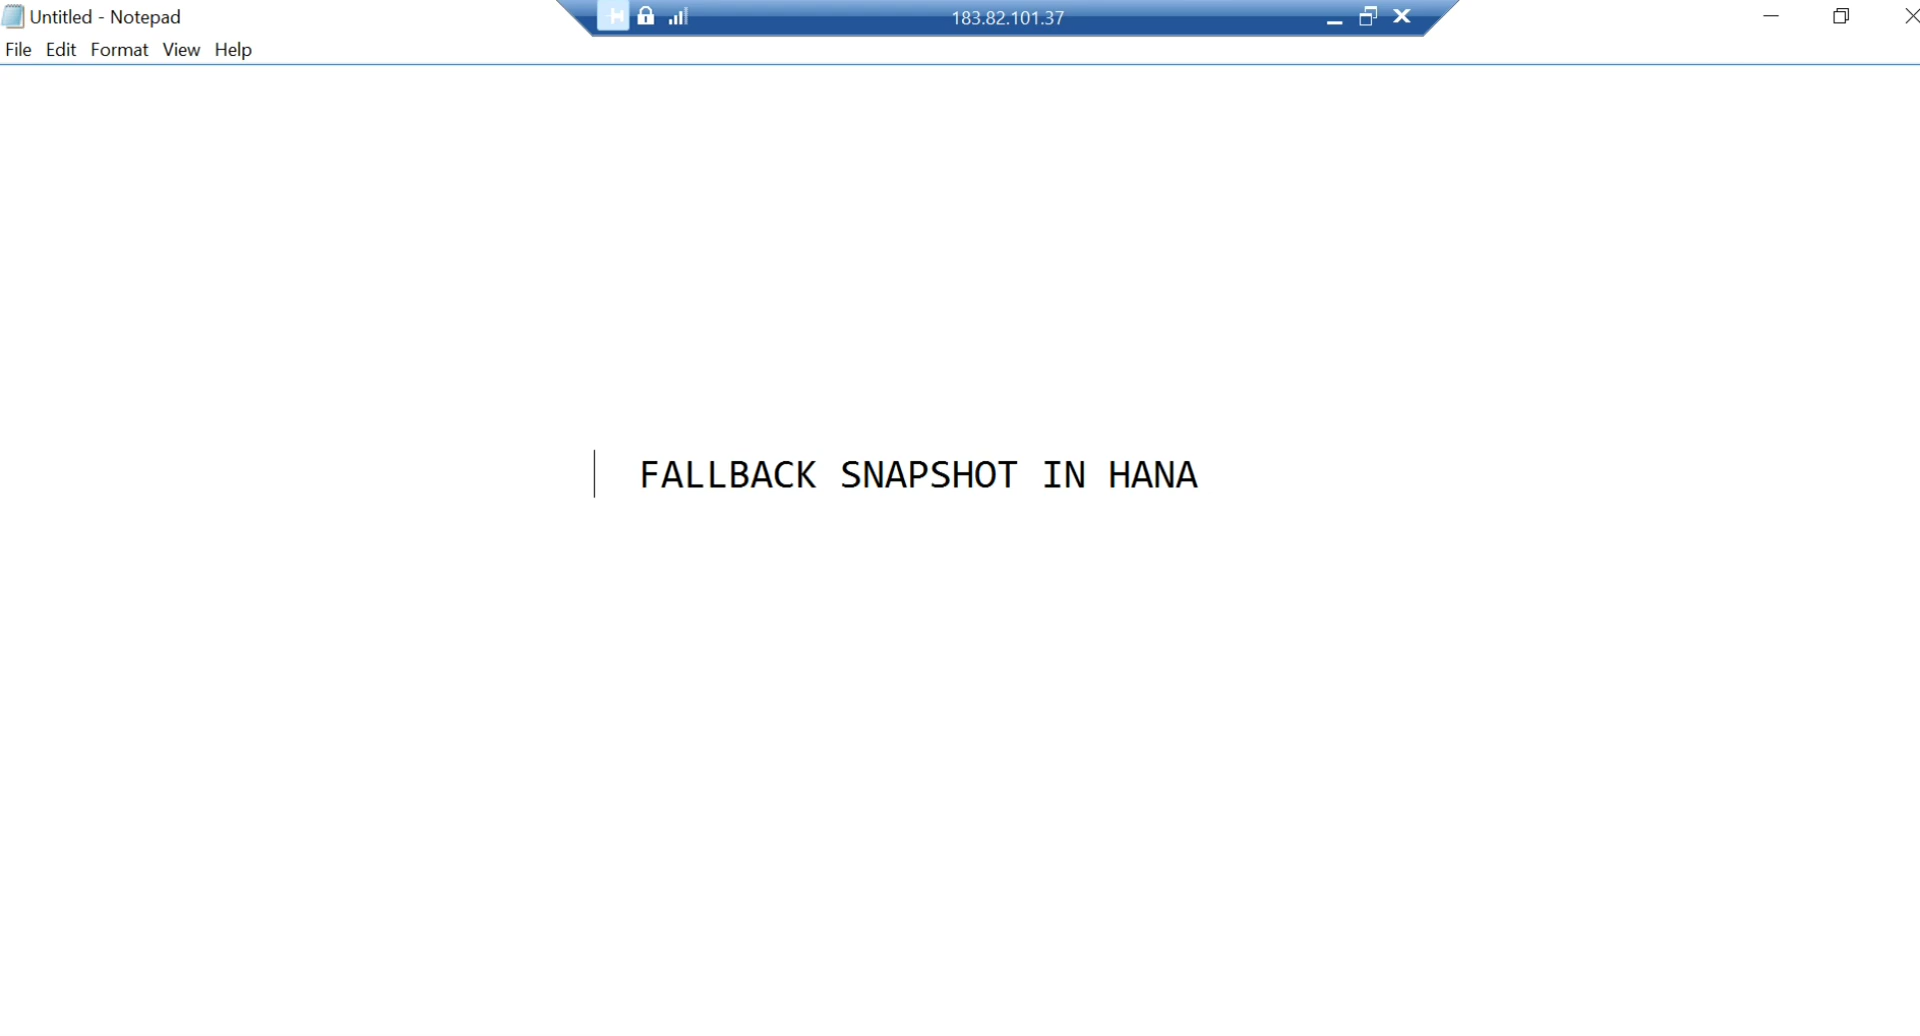 Untitled - Notepad
183.82.101.37
File Edit Format View Help
FALLBACK SNAPSHOT IN HANA